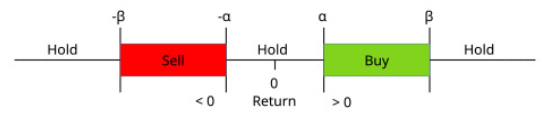 -β -α α β
Hold Sell Hold Buy Hold
0
< 0 Return > 0